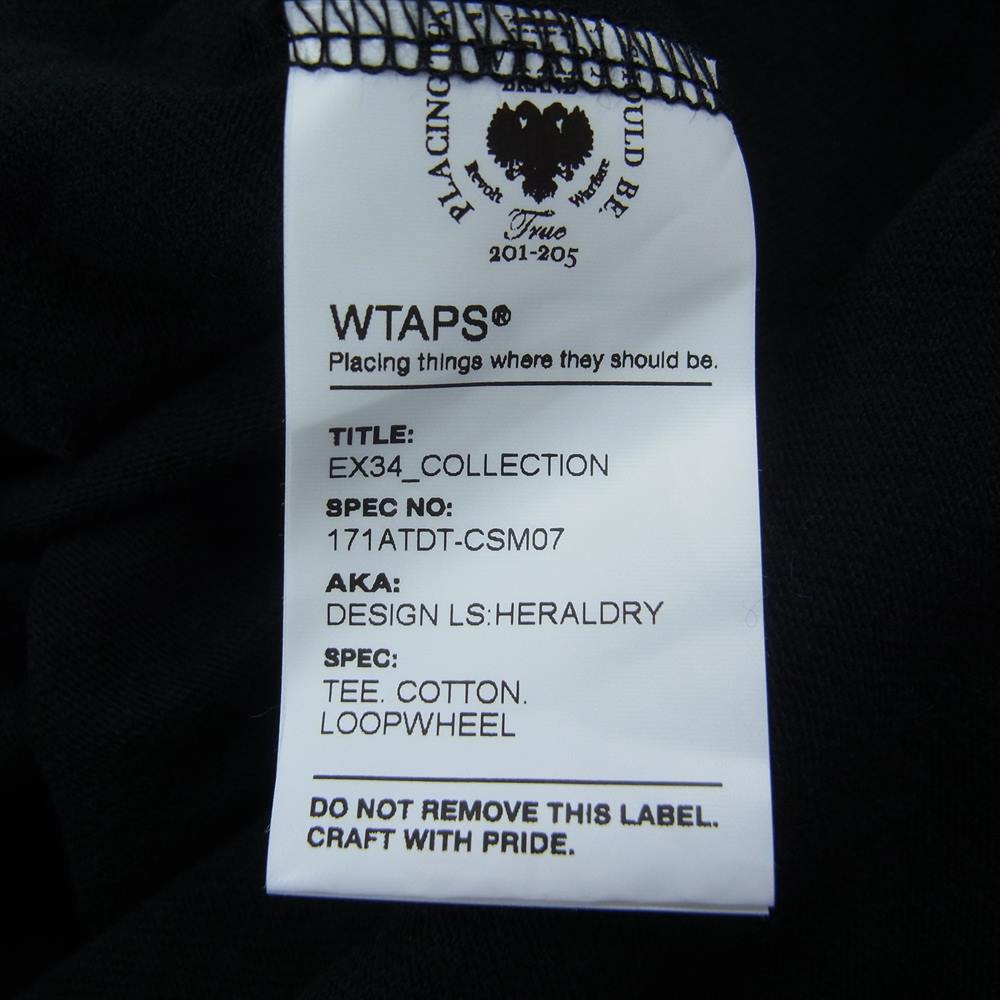 PLACING
OULD BE,
BRAND
Revolt Warfare
True
201-205
WTAPS®
Placing things where they should be.
TITLE:
EX34_COLLECTION
SPEC NO:
171ATDT-CSM07
AKA:
DESIGN LS:HERALDRY
SPEC:
TEE. COTTON.
LOOPWHEEL
DO NOT REMOVE THIS LABEL.
CRAFT WITH PRIDE.